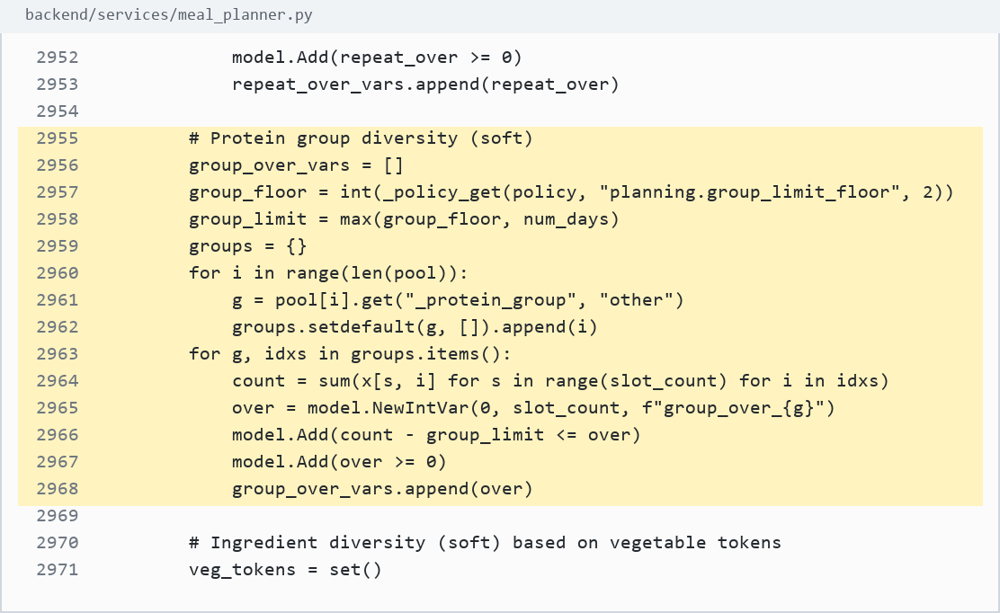 backend/services/meal_planner.py
2952                model.Add(repeat_over >= 0)
2953                repeat_over_vars.append(repeat_over)
2954
2955            # Protein group diversity (soft)
2956            group_over_vars = []
2957            group_floor = int(_policy_get(policy, "planning.group_limit_floor", 2))
2958            group_limit = max(group_floor, num_days)
2959            groups = {}
2960            for i in range(len(pool)):
2961                g = pool[i].get("_protein_group", "other")
2962                groups.setdefault(g, []).append(i)
2963            for g, idxs in groups.items():
2964                count = sum(x[s, i] for s in range(slot_count) for i in idxs)
2965                over = model.NewIntVar(0, slot_count, f"group_over_{g}")
2966                model.Add(count - group_limit <= over)
2967                model.Add(over >= 0)
2968                group_over_vars.append(over)
2969
2970            # Ingredient diversity (soft) based on vegetable tokens
2971            veg_tokens = set()